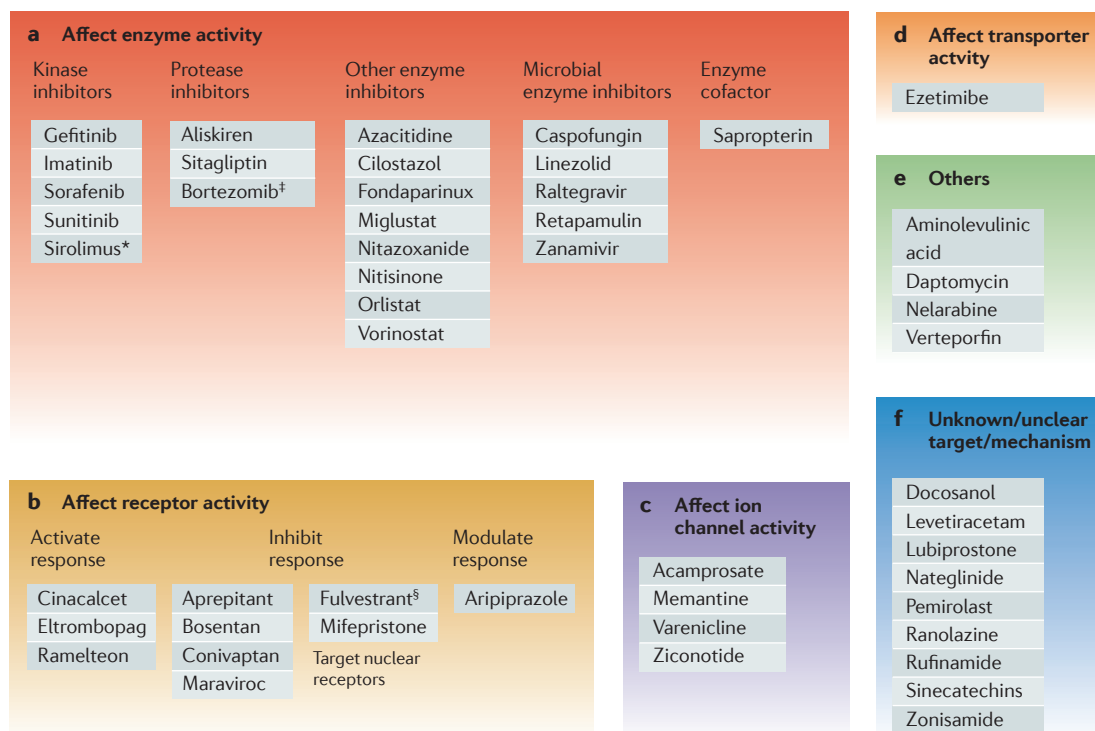 a Affect enzyme activity
Kinase
inhibitors
Gefitinib
Imatinib
Sorafenib
Sunitinib
Sirolimus*
Protease
inhibitors
Aliskiren
Sitagliptin
Bortezomib‡
Other enzyme
inhibitors
Azacitidine
Cilostazol
Fondaparinux
Miglustat
Nitazoxanide
Nitisinone
Orlistat
Vorinostat
Microbial
enzyme inhibitors
Caspofungin
Linezolid
Raltegravir
Retapamulin
Zanamivir
Enzyme
cofactor
Sapropterin
b Affect receptor activity
Activate
response
Cinacalcet
Eltrombopag
Ramelteon
Inhibit
response
Aprepitant
Bosentan
Conivaptan
Maraviroc
Fulvestrant§
Mifepristone
Target nuclear
receptors
Modulate
response
Aripiprazole
c Affect ion
channel activity
Acamprosate
Memantine
Varenicline
Ziconotide
d Affect transporter
actvity
Ezetimibe
e Others
Aminolevulinic
acid
Daptomycin
Nelarabine
Verteporfin
f Unknown/unclear
target/mechanism
Docosanol
Levetiracetam
Lubiprostone
Nateglinide
Pemirolast
Ranolazine
Rufinamide
Sinecatechins
Zonisamide